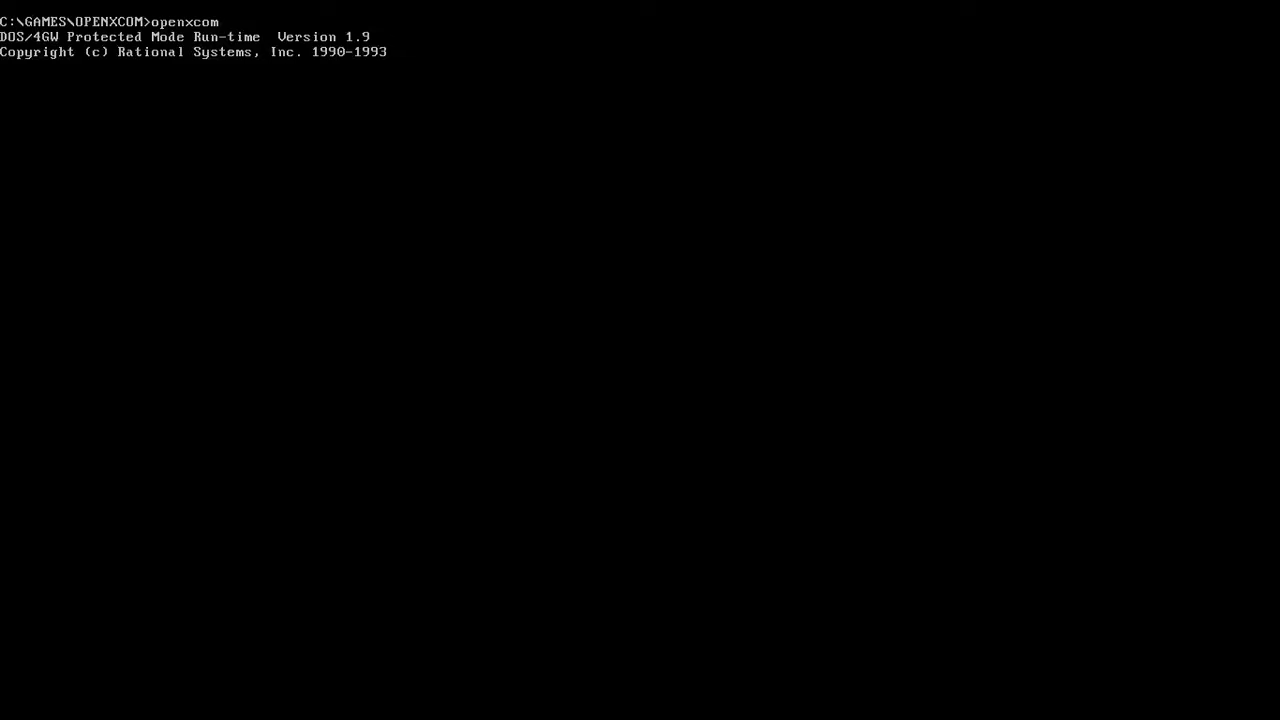 C:\GAMES\OPENXCOM>openxcom
DOS/4GW Protected Mode Run-time  Version 1.9
Copyright (c) Rational Systems, Inc. 1990-1993